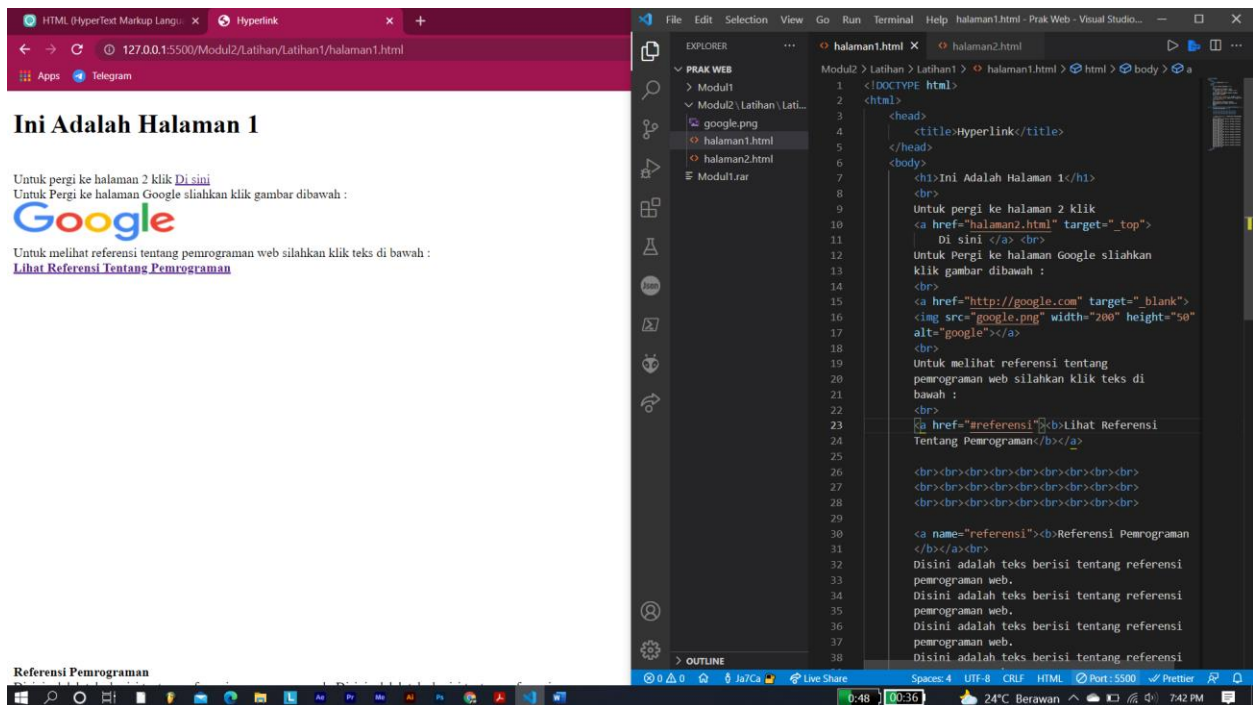 HTML (HyperText Markup Langu
Hyperlink
127.0.0.1:5500/Modul2/Latihan/Latihan1/halaman1.html
Apps Telegram
Ini Adalah Halaman 1
Untuk pergi ke halaman 2 klik Di sini
Untuk Pergi ke halaman Google sliahkan klik gambar dibawah :
Google
Untuk melihat referensi tentang pemrograman web silahkan klik teks di bawah :
Lihat Referensi Tentang Pemrograman
Referensi Pemrograman
File Edit Selection View Go Run Terminal Help halaman1.html - Prak Web - Visual Studio...
EXPLORER ...
PRAK WEB
> Modul1
Modul2 \ Latihan \ Lati...
google.png
halaman1.html
halaman2.html
Modul1.rar
> OUTLINE
halaman1.html X halaman2.html
Modul2 > Latihan > Latihan1 > halaman1.html > html > body > a
1 <!DOCTYPE html>
2 <html>
3 <head>
4 <title>Hyperlink</title>
5 </head>
6 <body>
7 <h1>Ini Adalah Halaman 1</h1>
8 <br>
9 Untuk pergi ke halaman 2 klik
10 <a href="halaman2.html" target="_top">
11 Di sini </a> <br>
12 Untuk Pergi ke halaman Google sliahkan
13 klik gambar dibawah :
14 <br>
15 <a href="http://google.com" target="_blank">
16 <img src="google.png" width="200" height="50"
17 alt="google"></a>
18 <br>
19 Untuk melihat referensi tentang
20 pemrograman web silahkan klik teks di
21 bawah :
22 <br>
23 <a href="#referensi"><b>Lihat Referensi
24 Tentang Pemrograman</b></a>
25
26 <br><br><br><br><br><br><br><br>
27 <br><br><br><br><br><br><br><br>
28 <br><br><br><br><br><br><br><br>
29
30 <a name="referensi"><b>Referensi Pemrograman
31 </b></a><br>
32 Disini adalah teks berisi tentang referensi
33 pemrograman web.
34 Disini adalah teks berisi tentang referensi
35 pemrograman web.
36 Disini adalah teks berisi tentang referensi
37 pemrograman web.
38 Disini adalah teks berisi tentang referensi
0 0 Ja7Ca Live Share Spaces: 4 UTF-8 CRLF HTML Port : 5500 Prettier
0:48 00:36 24°C Berawan 7:42 PM